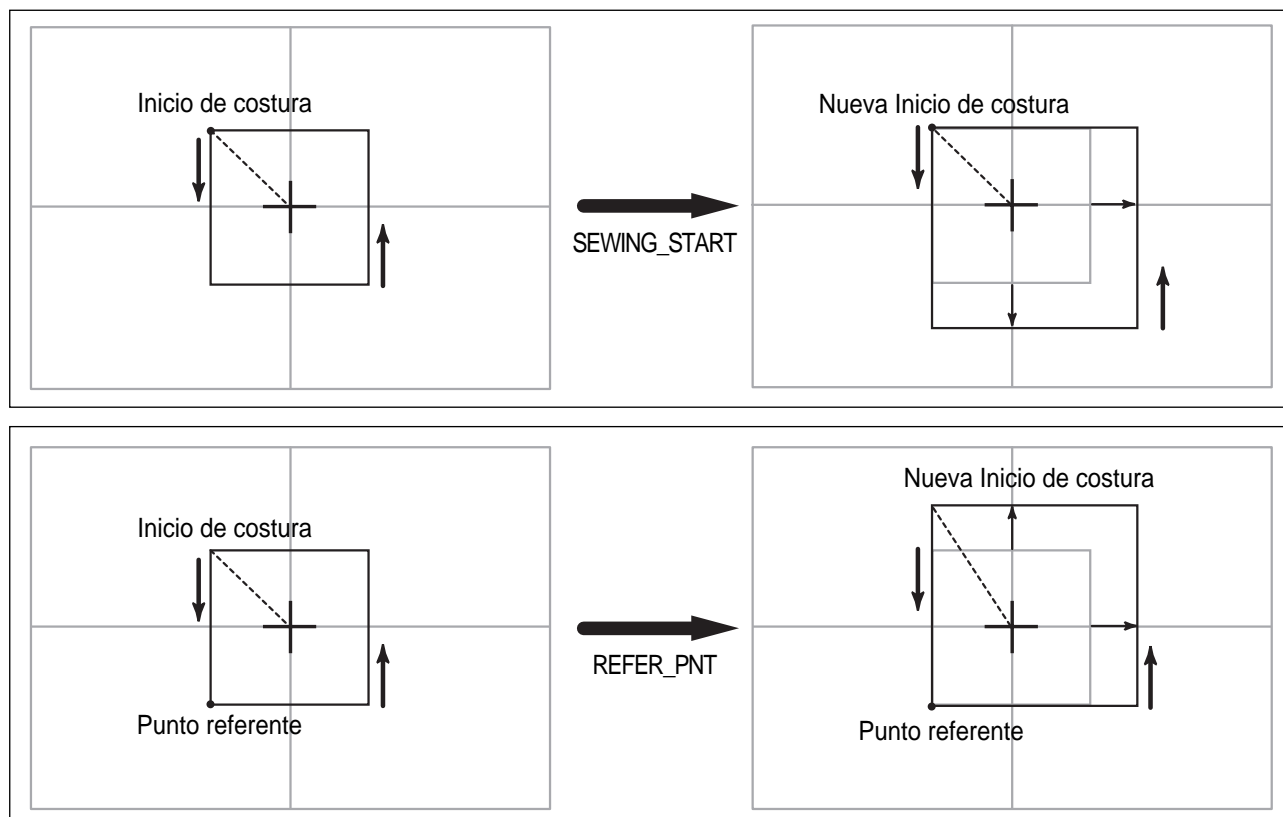 Inicio de costura
Nueva Inicio de costura
SEWING_START
Nueva Inicio de costura
Inicio de costura
REFER_PNT
Punto referente
Punto referente